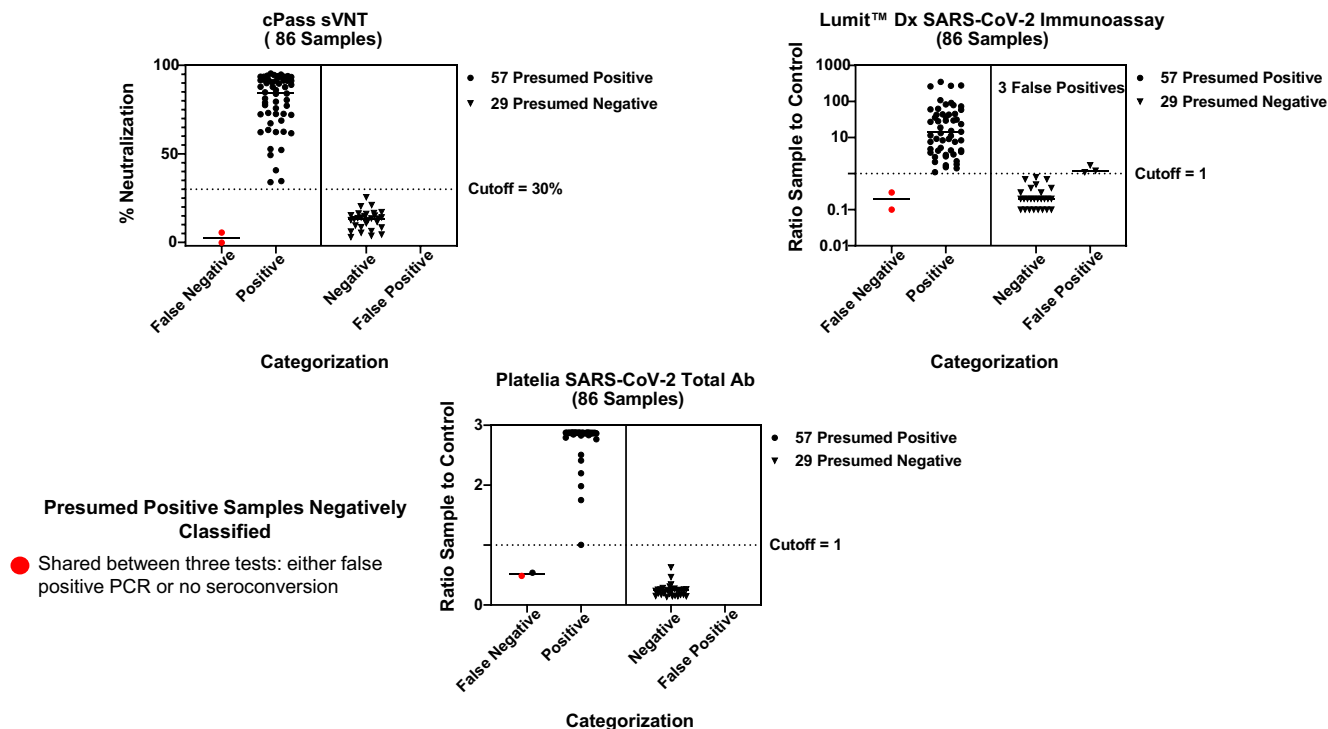 cPass sVNT
( 86 Samples)
% Neutralization
100
50
0
57 Presumed Positive
29 Presumed Negative
Cutoff = 30%
False Negative
Positive
Negative
False Positive
Categorization
Lumit™ Dx SARS-CoV-2 Immunoassay
(86 Samples)
Ratio Sample to Control
1000
100
10
1
0.1
0.01
3 False Positives
57 Presumed Positive
29 Presumed Negative
Cutoff = 1
False Negative
Positive
Negative
False Positive
Categorization
Platelia SARS-CoV-2 Total Ab
(86 Samples)
Ratio Sample to Control
3
2
1
0
57 Presumed Positive
29 Presumed Negative
Cutoff = 1
False Negative
Positive
Negative
False Positive
Categorization
Presumed Positive Samples Negatively
Classified
Shared between three tests: either false
positive PCR or no seroconversion